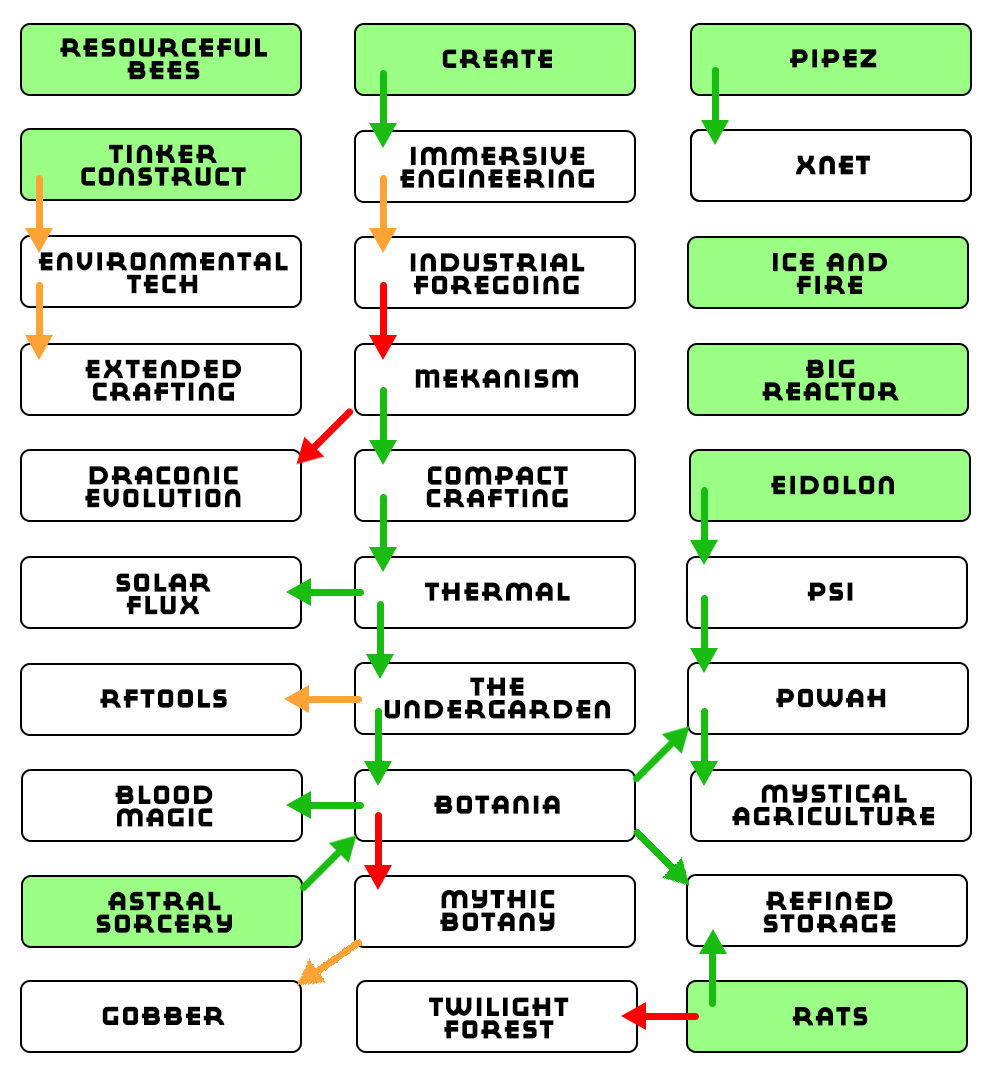 RESOURCEFUL
BEES
CREATE
PIPEZ
TINKER
CONSTRUCT
IMMERSIVE
ENGINEERING
XNET
ENVIRONMENTAL
TECH
INDUSTRIAL
FOREGOING
ICE AND
FIRE
EXTENDED
CRAFTING
MEKANISM
BIG
REACTOR
DRACONIC
EVOLUTION
COMPACT
CRAFTING
EIDOLON
SOLAR
FLUX
THERMAL
PSI
RFTOOLS
THE
UNDERGARDEN
POWAH
BLOOD
MAGIC
BOTANIA
MYSTICAL
AGRICULTURE
ASTRAL
SORCERY
MYTHIC
BOTANY
REFINED
STORAGE
GOBBER
TWILIGHT
FOREST
RATS